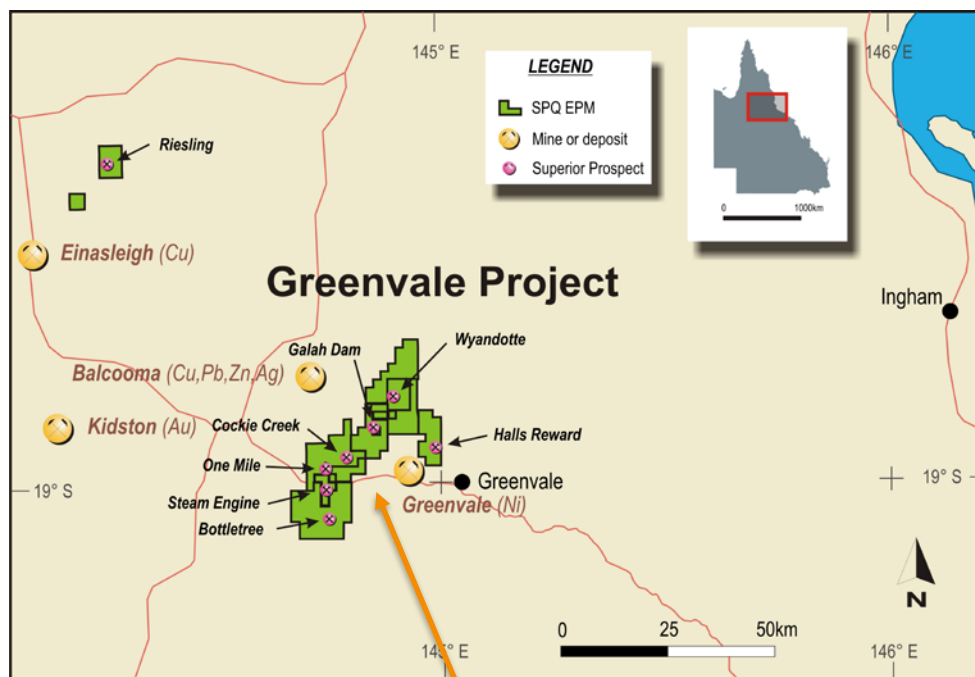 145° E
146° E
LEGEND
SPQ EPM
Mine or deposit
Superior Prospect
0 1000km
Riesling
Einasleigh (Cu)
Greenvale Project
Ingham
Wyandotte
Galah Dam
Balcooma (Cu,Pb,Zn,Ag)
Kidston (Au)
Cockie Creek
Halls Reward
One Mile
19° S
Greenvale
19° S
Steam Engine
Greenvale (Ni)
Bottletree
N
0 25 50km
145° E
146° E